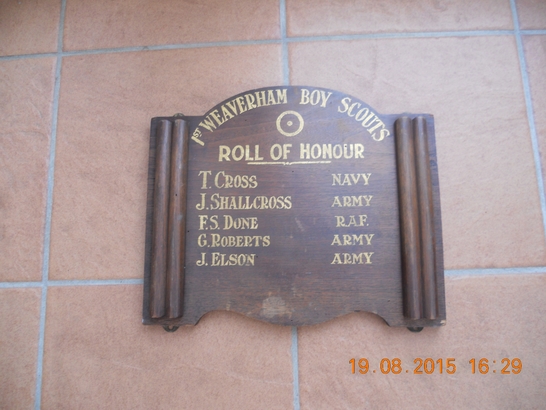 1ST WEAVERHAM BOY SCOUTS
ROLL OF HONOUR
T. CROSS NAVY
J. SHALLCROSS ARMY
F.S. DONE R.A.F.
G. ROBERTS ARMY
J. ELSON ARMY
19.08.2015 16:29